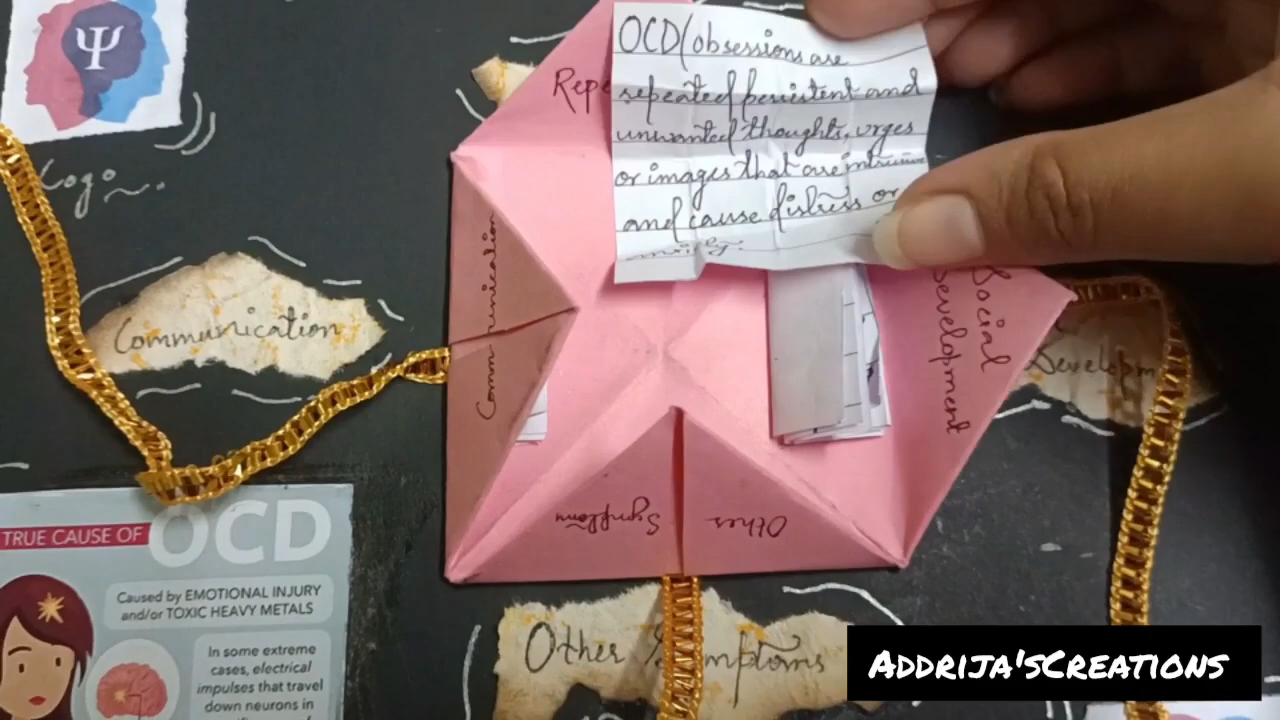 Ψ
Logo
Communication
Repe
OCD (obsessions are
repeated persistent and
unwanted thoughts, urges
or images that are intrusive
and cause distress or
Communication
Social
Development
Developm
Other
Symptoms
Other Symptoms
TRUE CAUSE OF OCD
Caused by EMOTIONAL INJURY
and/or TOXIC HEAVY METALS
In some extreme
cases, electrical
impulses that travel
down neurons in
ADDRIJA'SCREATIONS